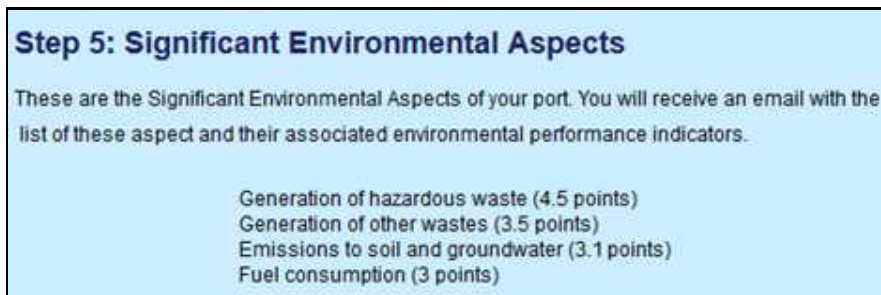 Step 5: Significant Environmental Aspects
These are the Significant Environmental Aspects of your port. You will receive an email with the
list of these aspect and their associated environmental performance indicators.
Generation of hazardous waste (4.5 points)
Generation of other wastes (3.5 points)
Emissions to soil and groundwater (3.1 points)
Fuel consumption (3 points)